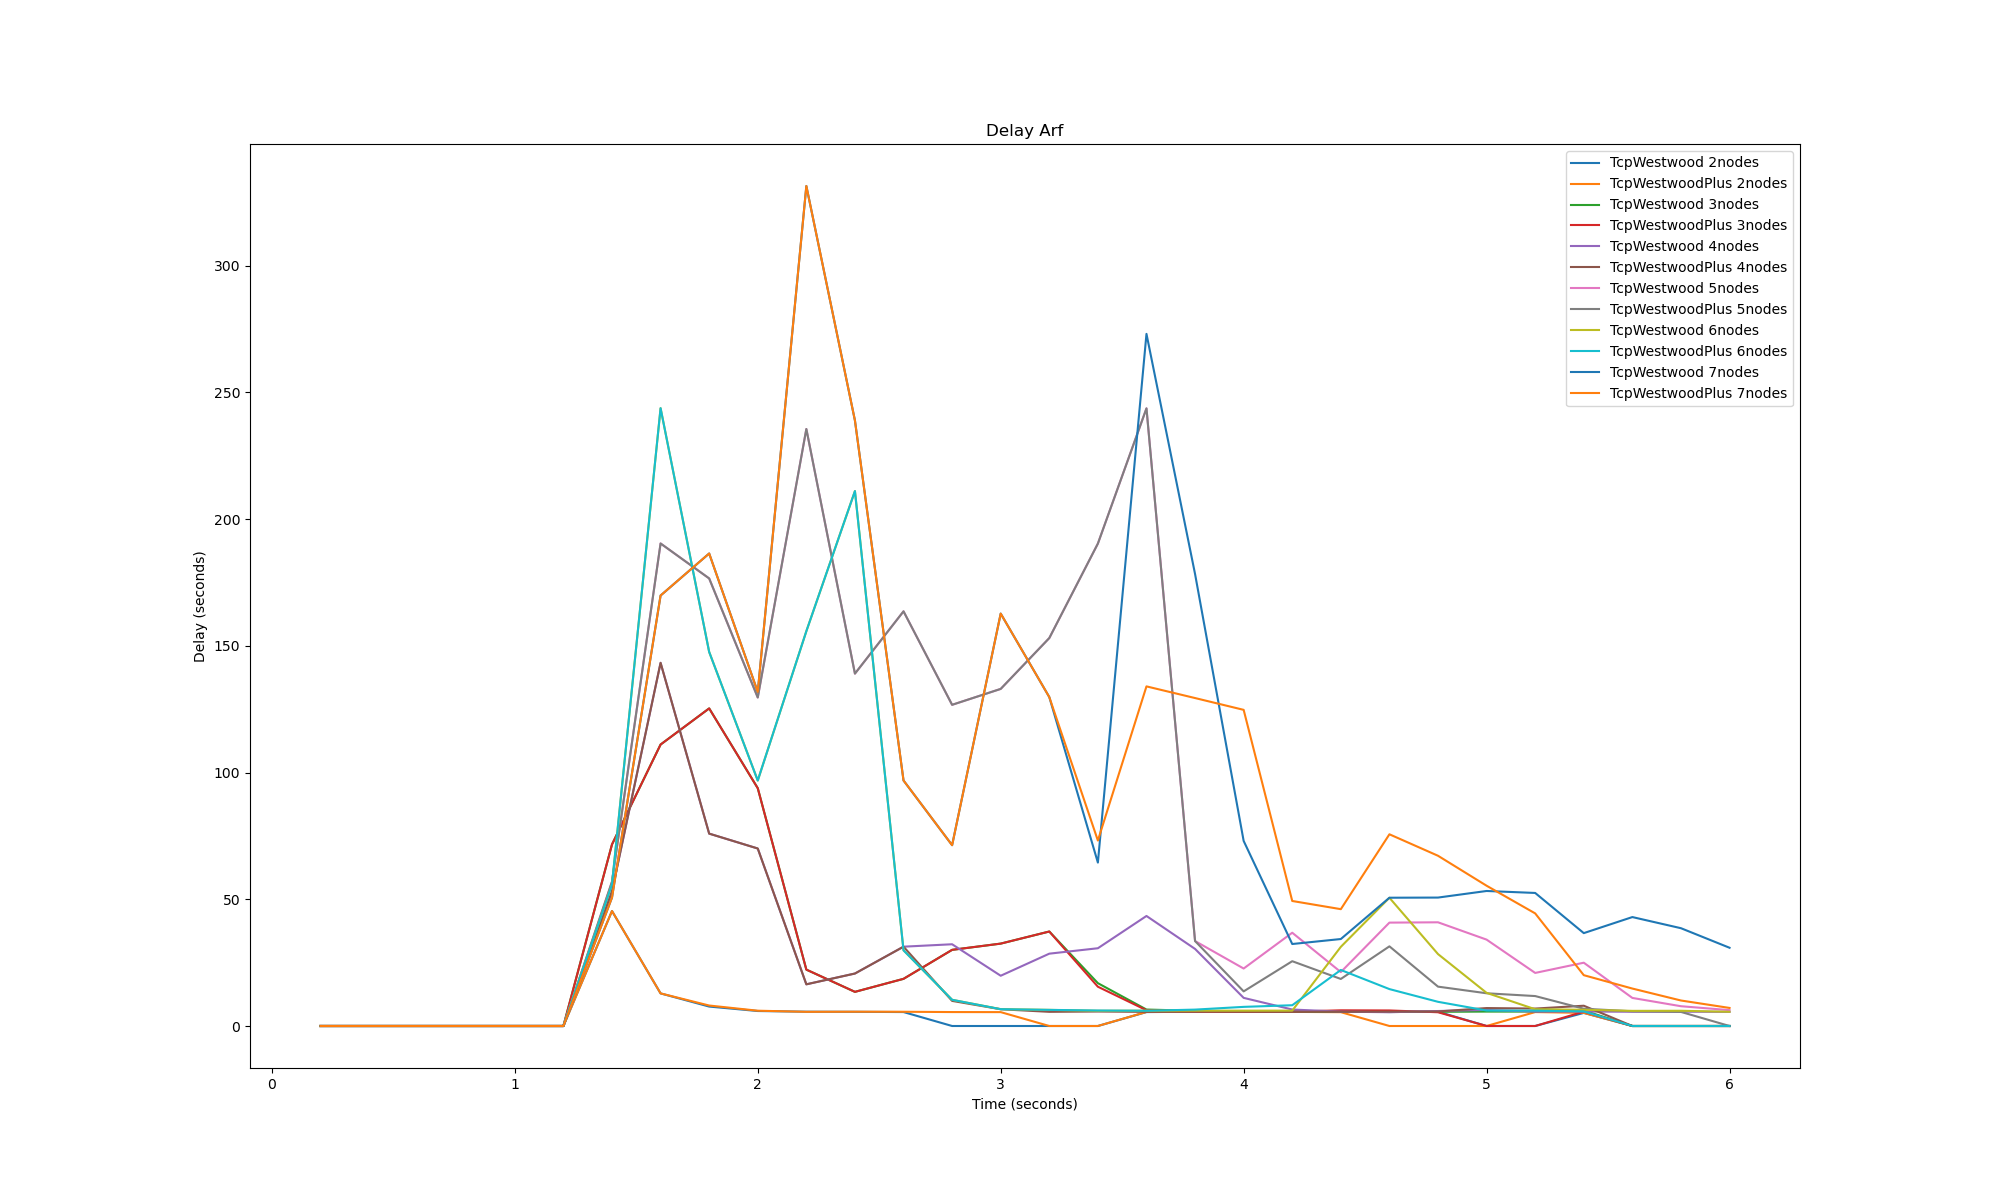 Delay Arf
TcpWestwood 2nodes
TcpWestwoodPlus 2nodes
TcpWestwood 3nodes
TcpWestwoodPlus 3nodes
TcpWestwood 4nodes
TcpWestwoodPlus 4nodes
TcpWestwood 5nodes
TcpWestwoodPlus 5nodes
TcpWestwood 6nodes
TcpWestwoodPlus 6nodes
TcpWestwood 7nodes
TcpWestwoodPlus 7nodes
300
250
200
150
100
50
0
Delay (seconds)
0 1 2 3 4 5 6
Time (seconds)